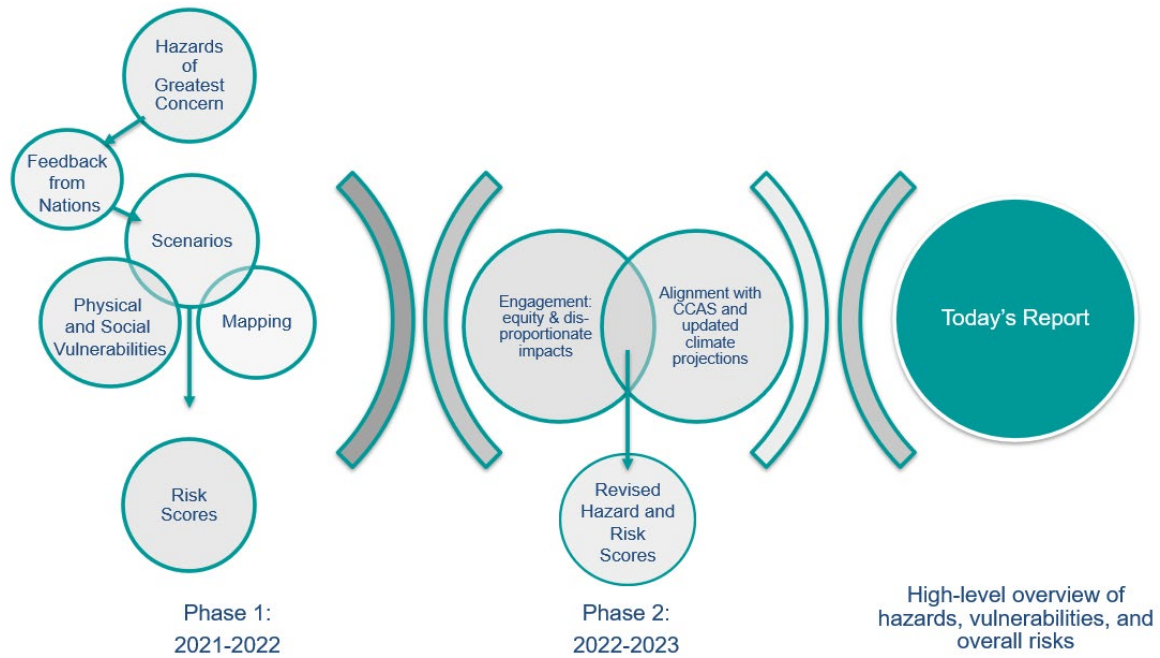 Hazards
of
Greatest
Concern
Feedback
from
Nations
Scenarios
Physical
and Social
Vulnerabilities
Mapping
Risk
Scores
Phase 1:
2021-2022
Engagement:
equity & dis-
proportionate
impacts
Alignment with
CCAS and
updated
climate
projections
Revised
Hazard and
Risk
Scores
Phase 2:
2022-2023
Today's Report
High-level overview of
hazards, vulnerabilities, and
overall risks